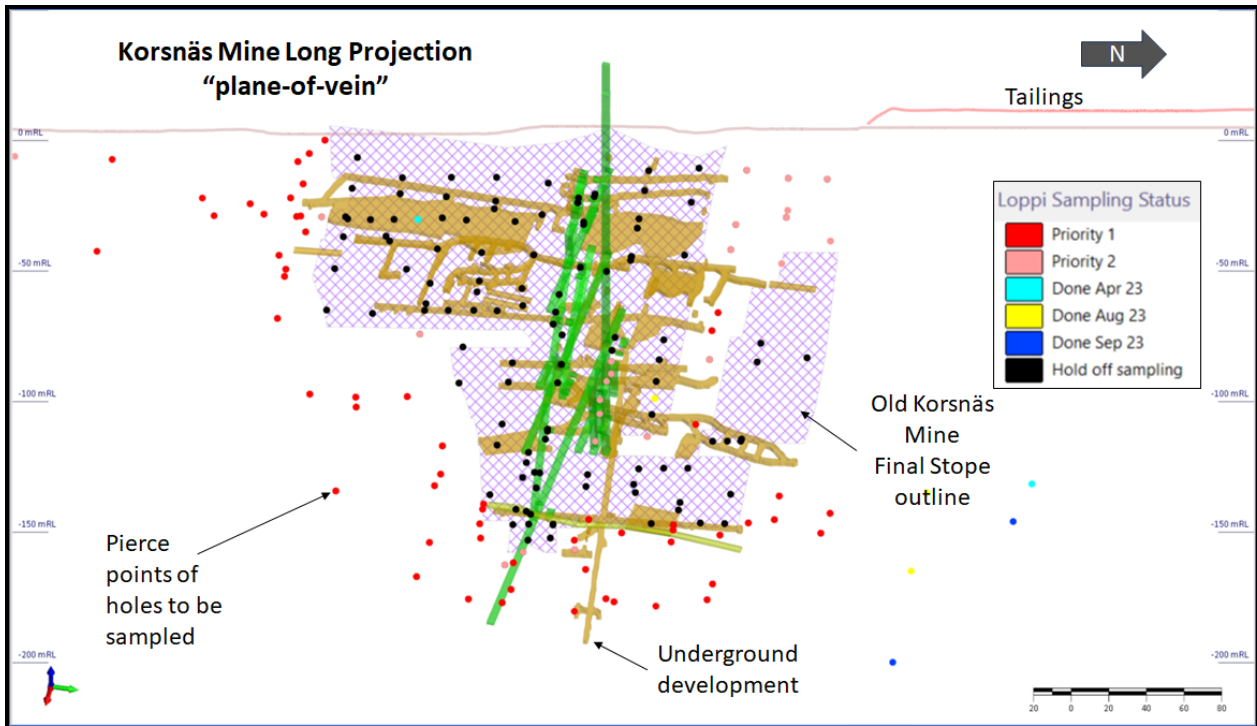 Korsnäs Mine Long Projection
“plane-of-vein”
N
Tailings
0 mRL
0 mRL
-50 mRL
-50 mRL
-100 mRL
-100 mRL
-150 mRL
-150 mRL
-200 mRL
-200 mRL
Loppi Sampling Status
Priority 1
Priority 2
Done Apr 23
Done Aug 23
Done Sep 23
Hold off sampling
Old Korsnäs
Mine
Final Stope
outline
Pierce
points of
holes to be
sampled
Underground
development
20 0 20 40 60 80